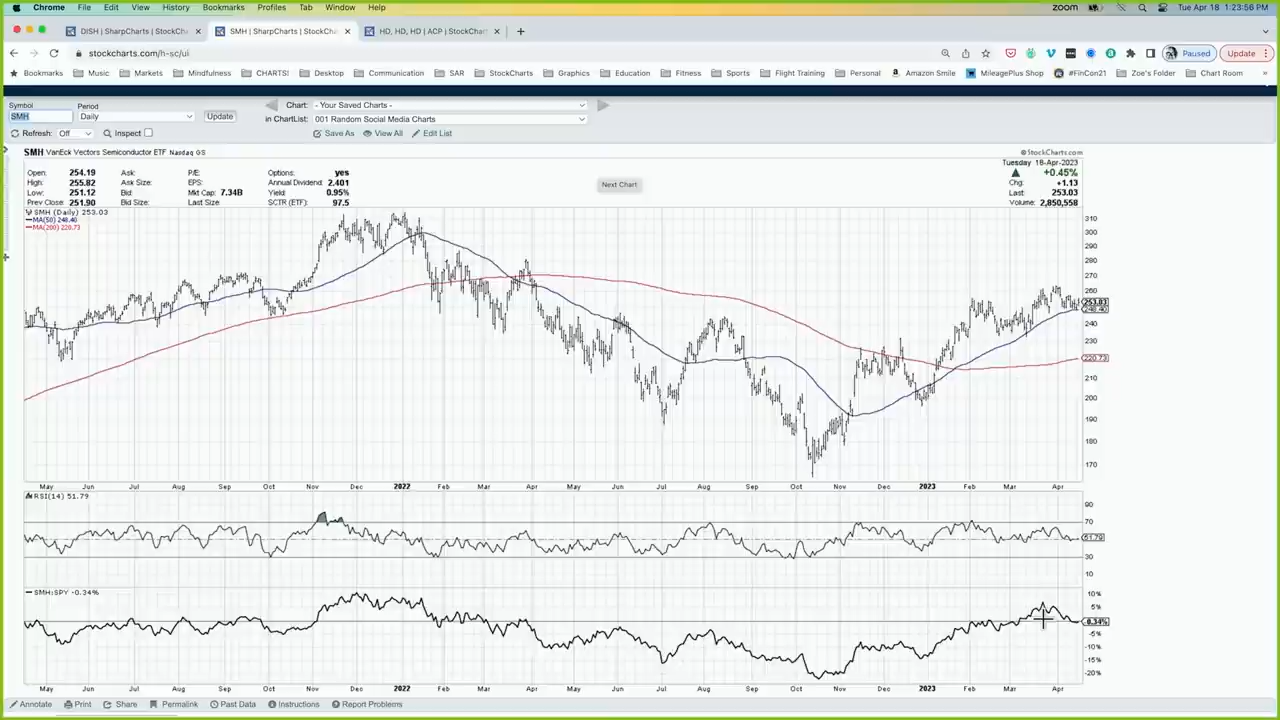 Chrome File Edit View History Bookmarks Profiles Tab Window Help zoom Tue Apr 18 1:23:56 PM
DISH | SharpCharts | StockCha × SMH | SharpCharts | StockCha × HD, HD, HD | ACP | StockChart × +
stockcharts.com/h-sc/ui Paused Update
Bookmarks Music Markets Mindfulness CHARTS! Desktop Communication SAR StockCharts Graphics Education Fitness Sports Flight Training Personal Amazon Smile MileagePlus Shop #FinCon21 Zoe's Folder Chart Room »
Symbol Period Chart: - Your Saved Charts -
SMH Daily Update in ChartList: 001 Random Social Media Charts
Refresh: Off Inspect Save As View All Edit List
SMH VanEck Vectors Semiconductor ETF Nasdaq GS © StockCharts.com
Tuesday 18-Apr-2023
Open: 254.19 Ask: P/E: Options: yes +0.45%
High: 255.82 Ask Size: EPS: Annual Dividend: 2.401 Chg: +1.13
Low: 251.12 Bid: Mkt Cap: 7.34B Yield: 0.95% Last: 253.03
Prev Close: 251.90 Bid Size: Last Size: SCTR (ETF): 97.5 Volume: 2,850,558
Next Chart
SMH (Daily) 253.03
MA(50) 248.40
MA(200) 220.73
310
300
290
280
270
260
253.03
248.40
240
230
220.73
210
200
190
180
170
May Jun Jul Aug Sep Oct Nov Dec 2022 Feb Mar Apr May Jun Jul Aug Sep Oct Nov Dec 2023 Feb Mar Apr
RSI(14) 51.79
90
70
51.79
30
10
SMH:SPY -0.34%
10%
5%
-0.34%
-5%
-10%
-15%
-20%
May Jun Jul Aug Sep Oct Nov Dec 2022 Feb Mar Apr May Jun Jul Aug Sep Oct Nov Dec 2023 Feb Mar Apr
Annotate Print Share Permalink Past Data Instructions Report Problems